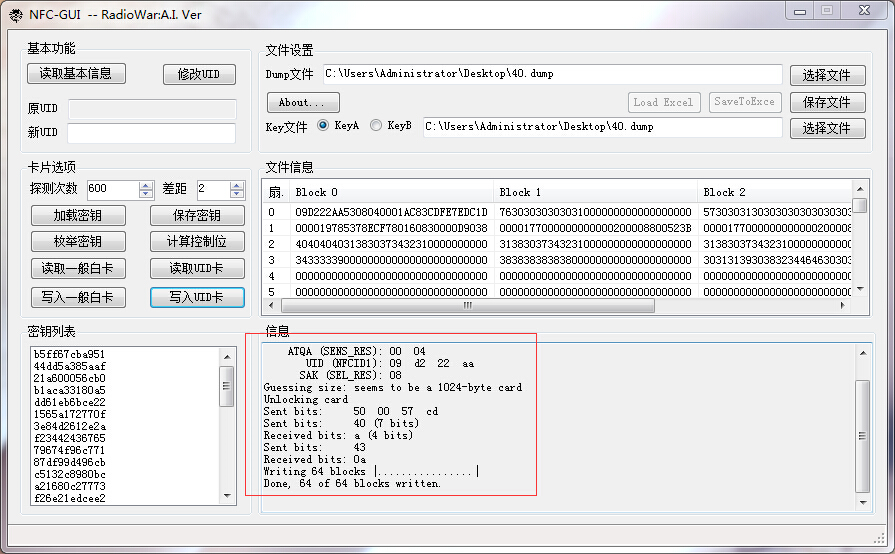 NFC-GUI -- RadioWar:A.I. Ver
基本功能
读取基本信息
修改UID
原UID
新UID
文件设置
Dump文件 C:\Users\Administrator\Desktop\40.dump 选择文件
About... Load Excel SaveToExce 保存文件
Key文件 KeyA KeyB C:\Users\Administrator\Desktop\40.dump 选择文件
卡片选项
探测次数 600 差距 2
加载密钥 保存密钥
枚举密钥 计算控制位
读取一般白卡 读取UID卡
写入一般白卡 写入UID卡
文件信息
扇. Block 0 Block 1 Block 2
0 09D222AA5308040001AC83CDFE7EDC1D 76303030303031000000000000000000 573030313030303030303030303
1 000019785378ECF780160830000D9038 00001770000000000200008800523B 000017700000000000200008
2 40404040313830373432310000000000 31383037343231000000000000000000 3138303734323100000000000
3 34333339000000000000000000000000 38383838383800000000000000000000 3031313930383234464630303
4 00000000000000000000000000000000 00000000000000000000000000000000 0000000000000000000000000
5 00000000000000000000000000000000 00000000000000000000000000000000 0000000000000000000000000
密钥列表
b5ff67cba951
44dd5a385aaf
21a600056cb0
b1aca33180a5
dd61eb6bce22
1565a172770f
3e84d2612e2a
f23442436765
79674f96c771
87df99d496cb
c5132c8980bc
a21680c27773
f26e21edcee2
信息
ATQA (SENS_RES): 00 04
UID (NFCID1): 09 d2 22 aa
SAK (SEL_RES): 08
Guessing size: seems to be a 1024-byte card
Unlocking card
Sent bits: 50 00 57 cd
Sent bits: 40 (7 bits)
Received bits: a (4 bits)
Sent bits: 43
Received bits: 0a
Writing 64 blocks |................|
Done, 64 of 64 blocks written.